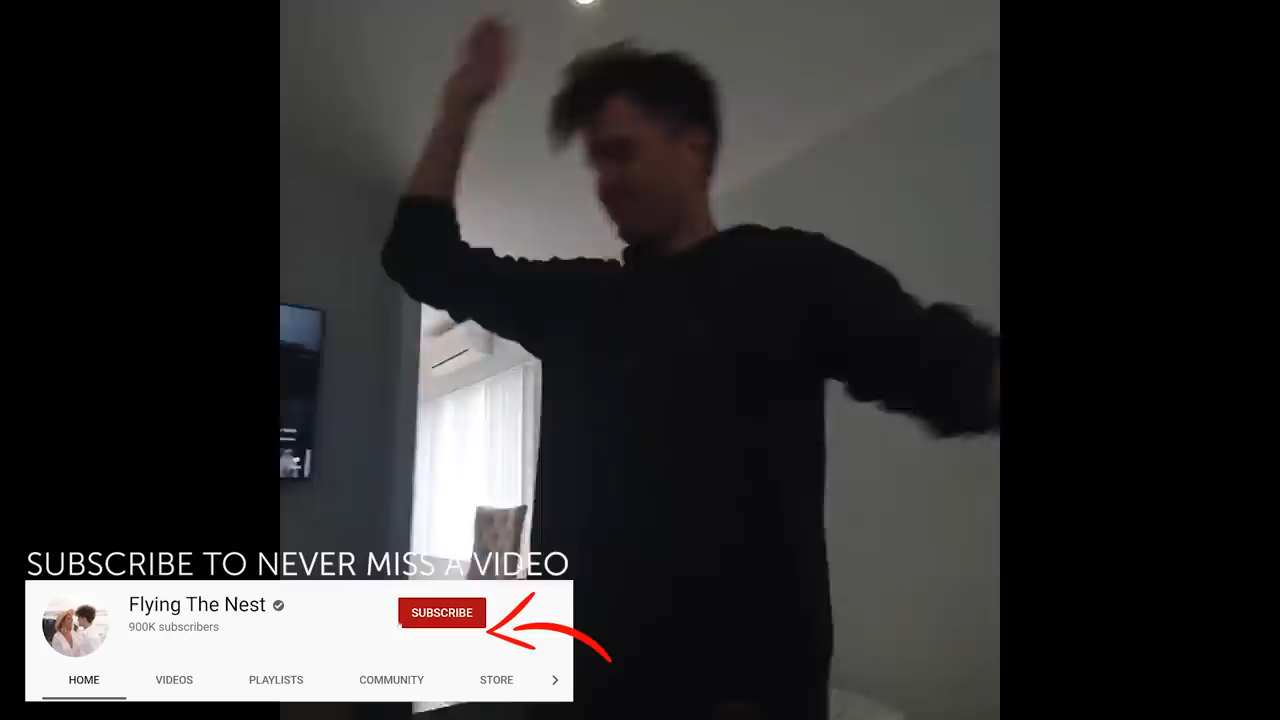 SUBSCRIBE TO NEVER MISS A VIDEO
Flying The Nest
900K subscribers
SUBSCRIBE
HOME VIDEOS PLAYLISTS COMMUNITY STORE